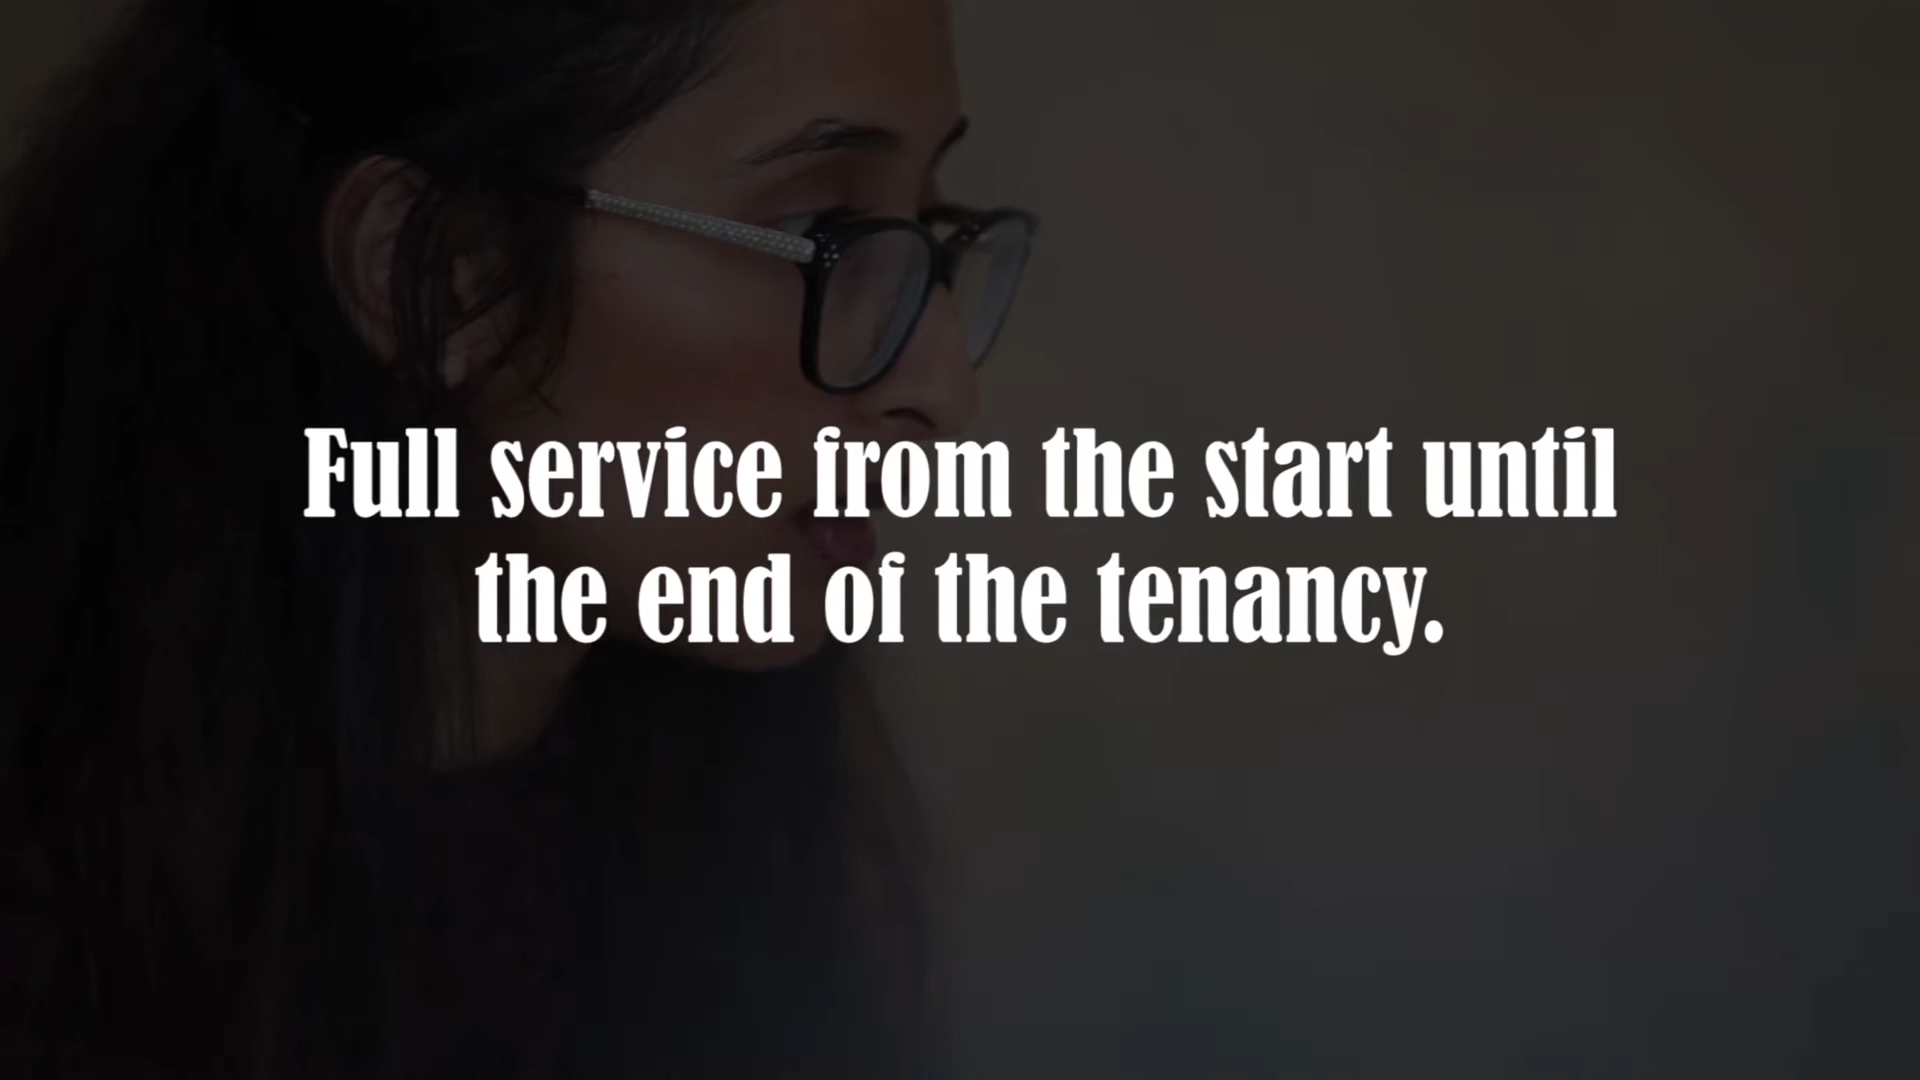 Full service from the start until
the end of the tenancy.